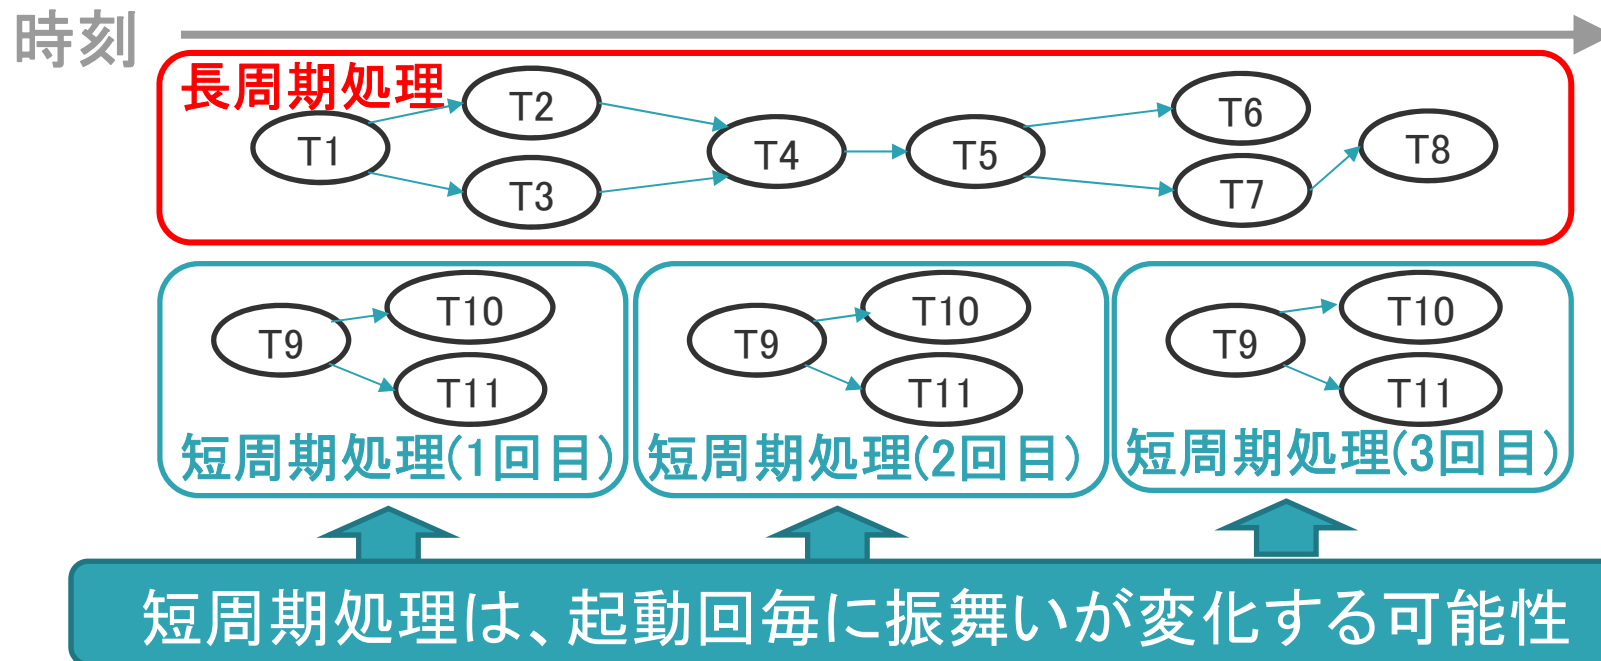 時刻
長周期処理
T1
T2
T3
T4
T5
T6
T7
T8
T9
T10
T11
短周期処理(1回目)
T9
T10
T11
短周期処理(2回目)
T9
T10
T11
短周期処理(3回目)
短周期処理は、起動回毎に振舞いが変化する可能性